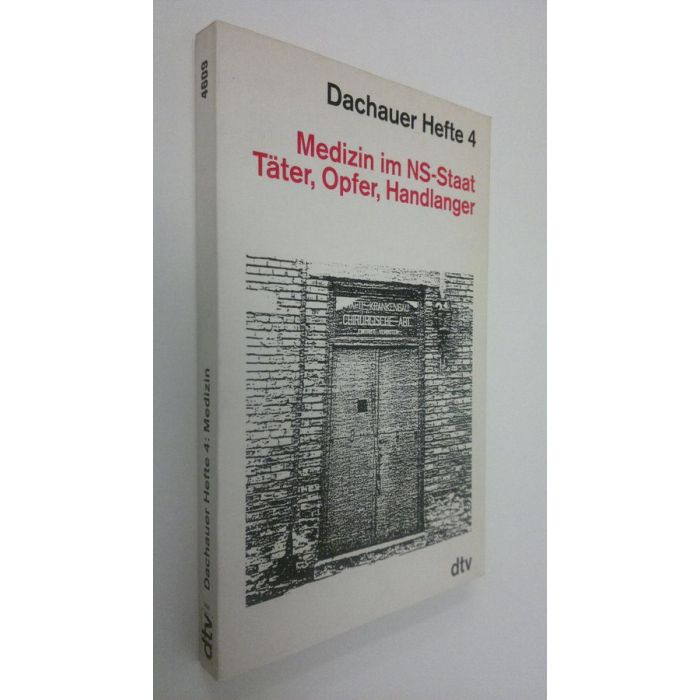 Dachauer Hefte 4
Medizin im NS-Staat
Täter, Opfer, Handlanger
CHIRURGISCHE ABT.
dtv
4609
Dachauer Hefte 4: Medizin
dtv